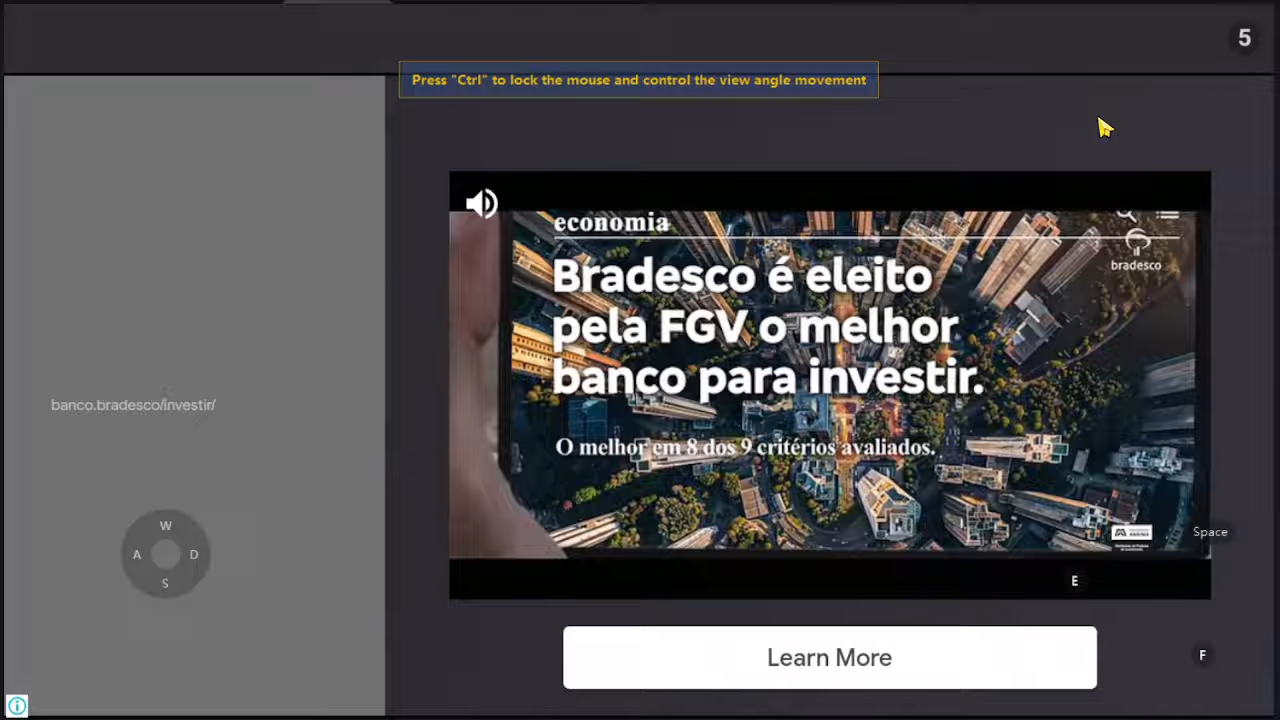 5
Press "Ctrl" to lock the mouse and control the view angle movement
economia
bradesco
Bradesco é eleito
pela FGV o melhor
banco para investir.
O melhor em 8 dos 9 critérios avaliados.
banco.bradesco/investir/
W
A D
S
Space
E
F
Learn More